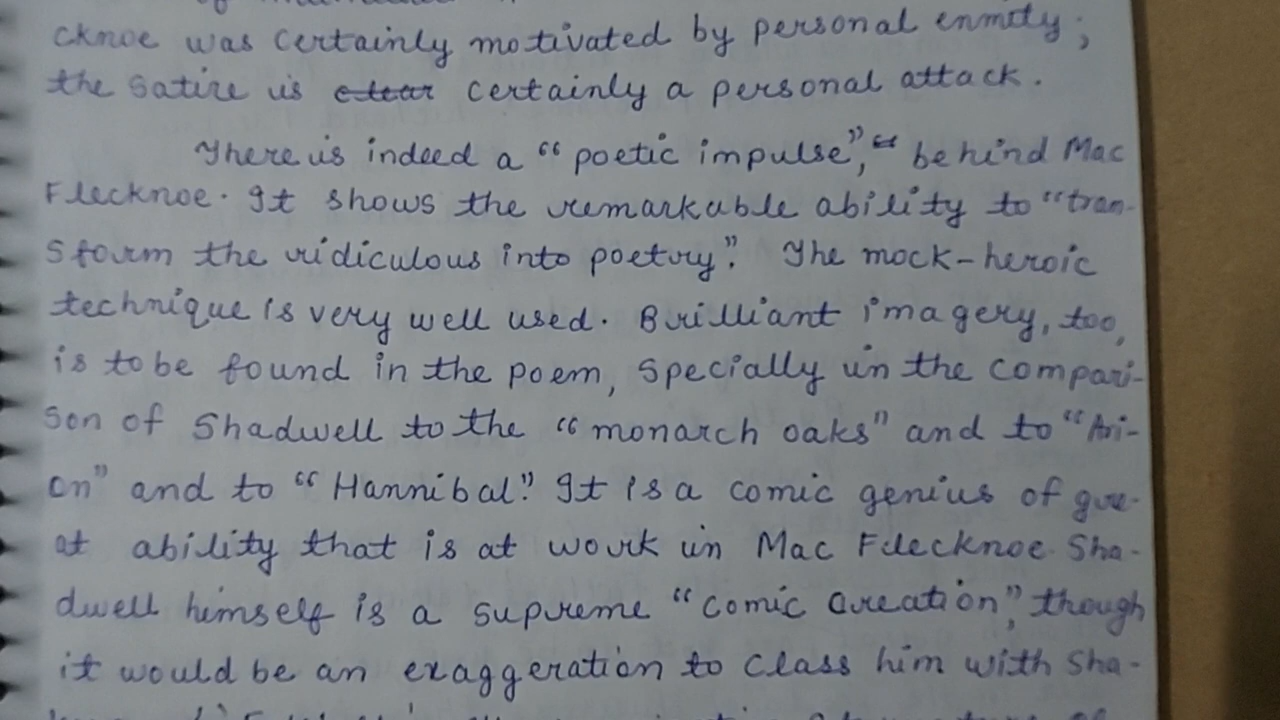 cknoe was certainly motivated by personal enmity;
the satire is certainly a personal attack.
There is indeed a “poetic impulse”, behind Mac
Flecknoe. It shows the remarkable ability to “tran-
sform the ridiculous into poetry”. The mock-heroic
technique is very well used. Brilliant imagery, too,
is to be found in the poem, specially in the compari-
son of Shadwell to the “monarch oaks” and to “Ari-
on” and to “Hannibal”. It is a comic genius of gre-
at ability that is at work in Mac Flecknoe. Sha-
dwell himself is a supreme “comic creation”, though
it would be an exaggeration to class him with Sha-